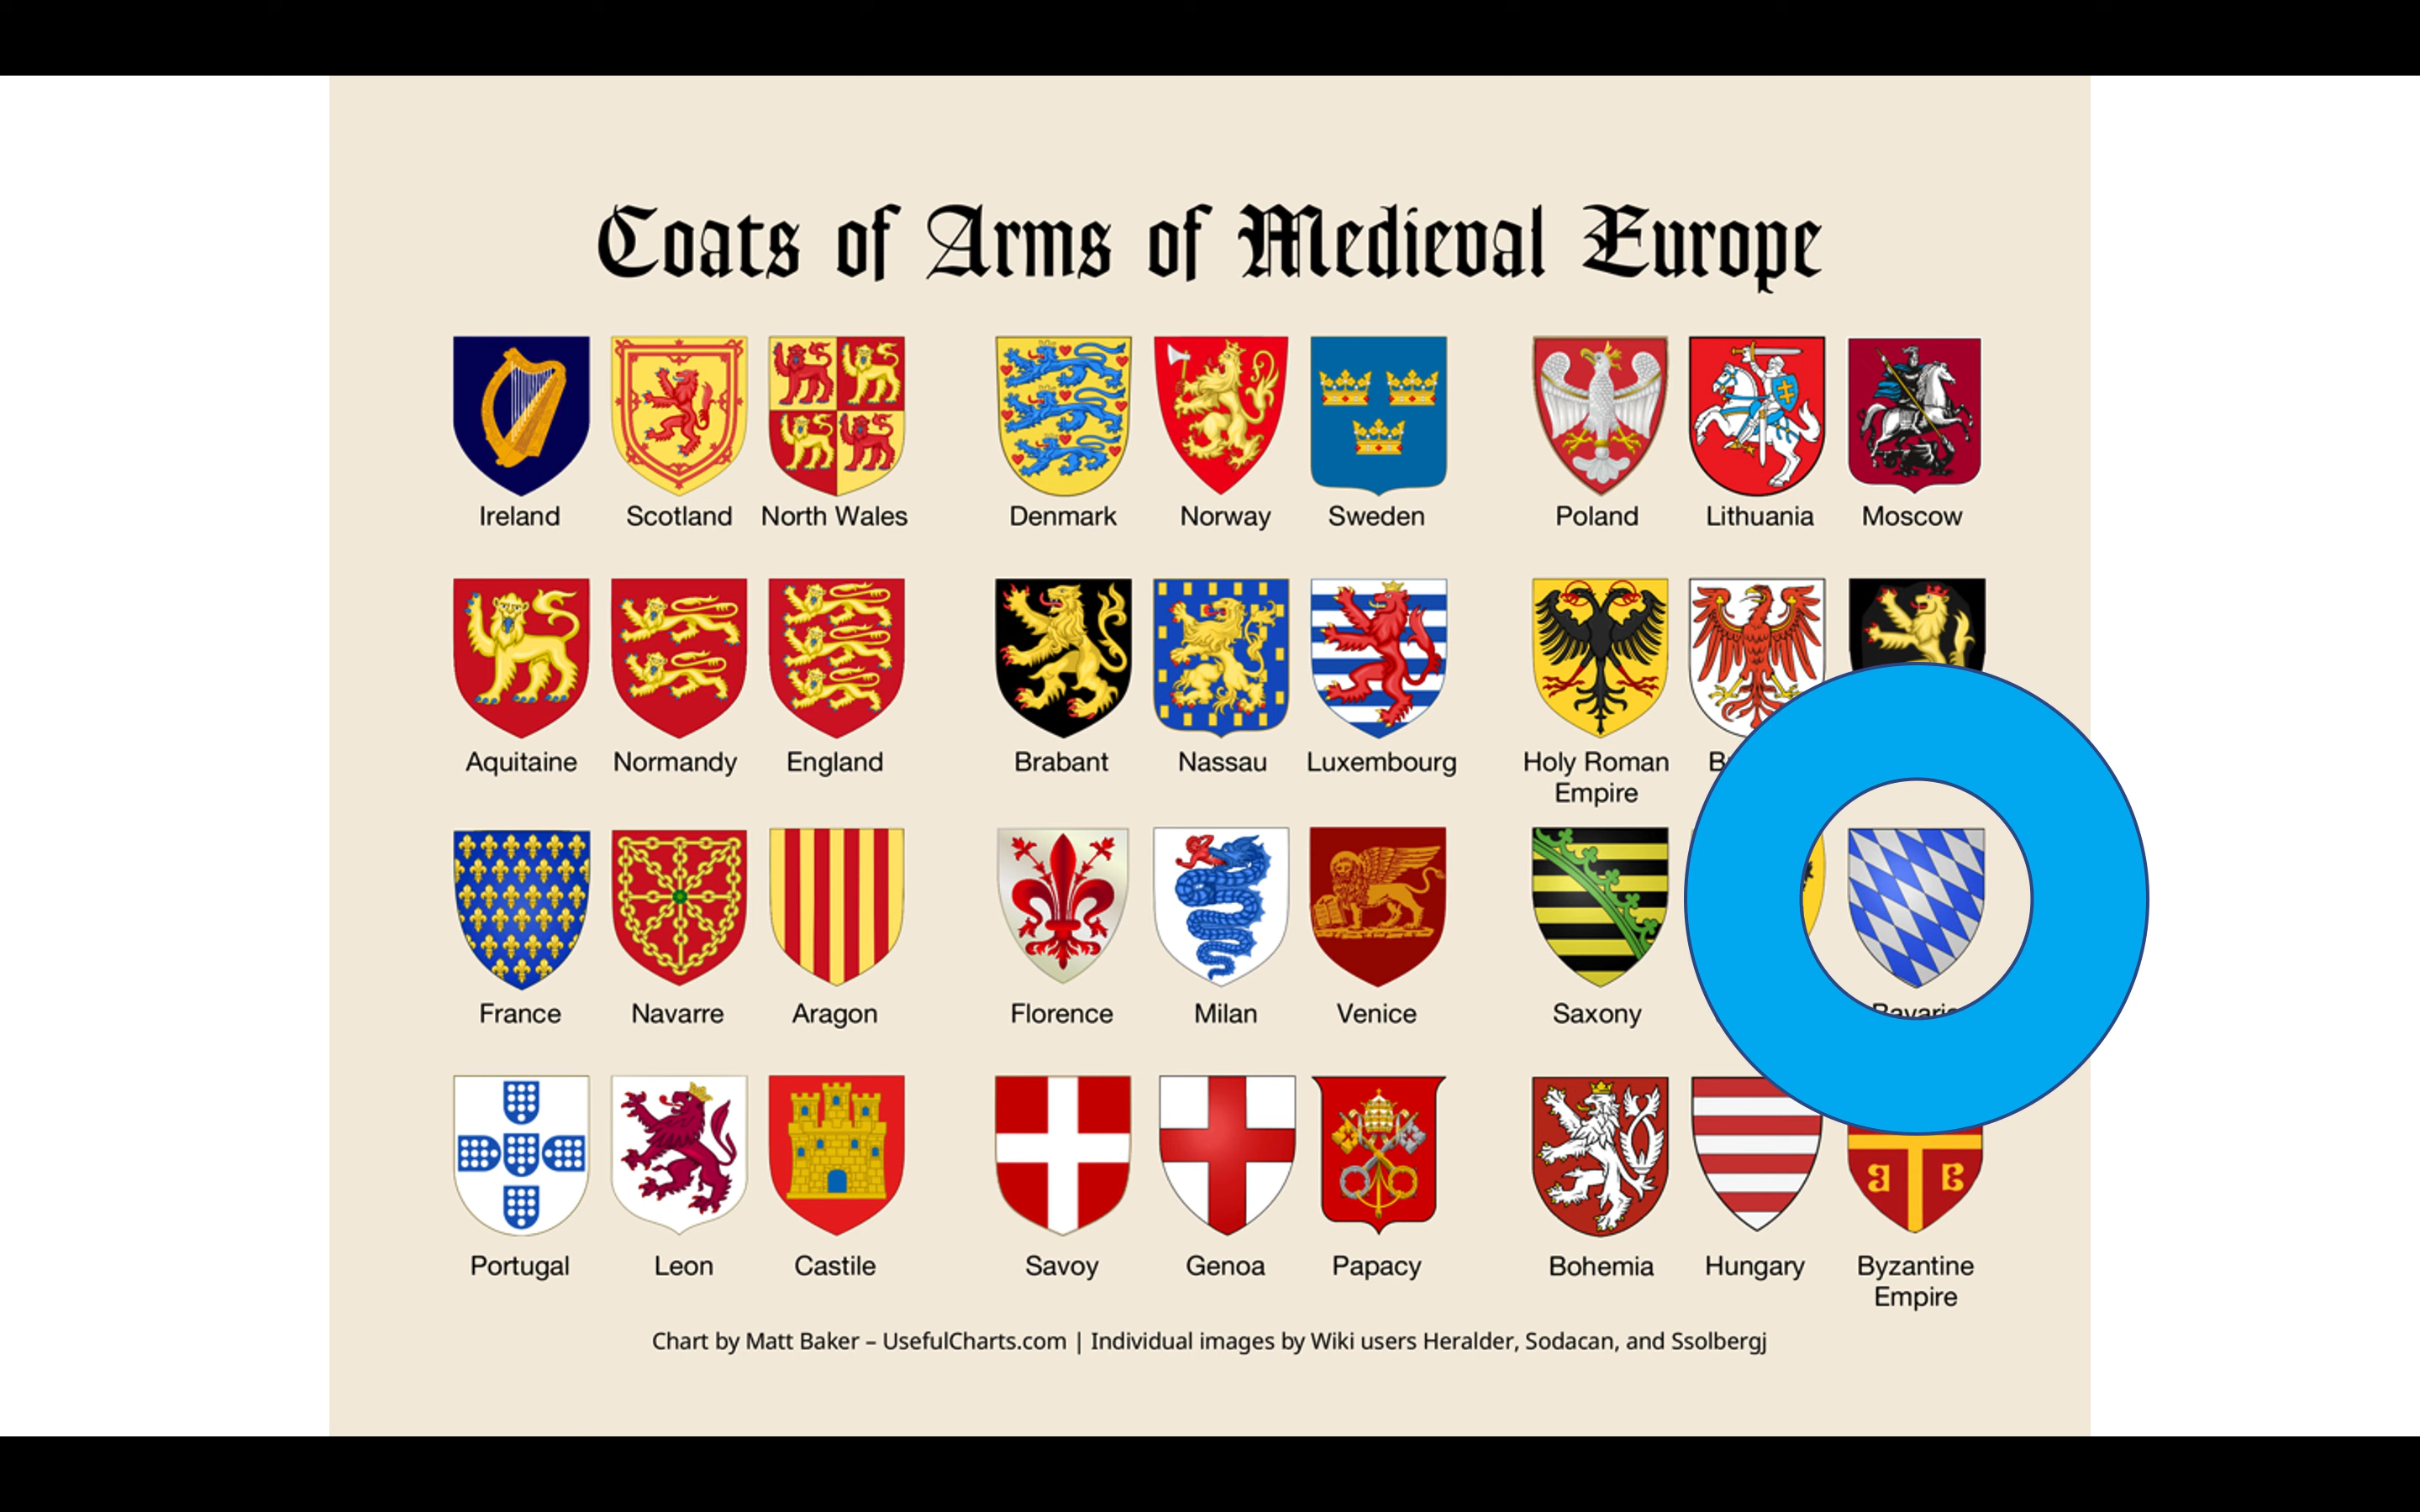 Coats of Arms of Medieval Europe
Ireland Scotland North Wales Denmark Norway Sweden Poland Lithuania Moscow
Aquitaine Normandy England Brabant Nassau Luxembourg Holy Roman
Empire
France Navarre Aragon Florence Milan Venice Saxony Bavaria
Portugal Leon Castile Savoy Genoa Papacy Bohemia Hungary Byzantine
Empire
Chart by Matt Baker – UsefulCharts.com | Individual images by Wiki users Heralder, Sodacan, and Ssolbergj